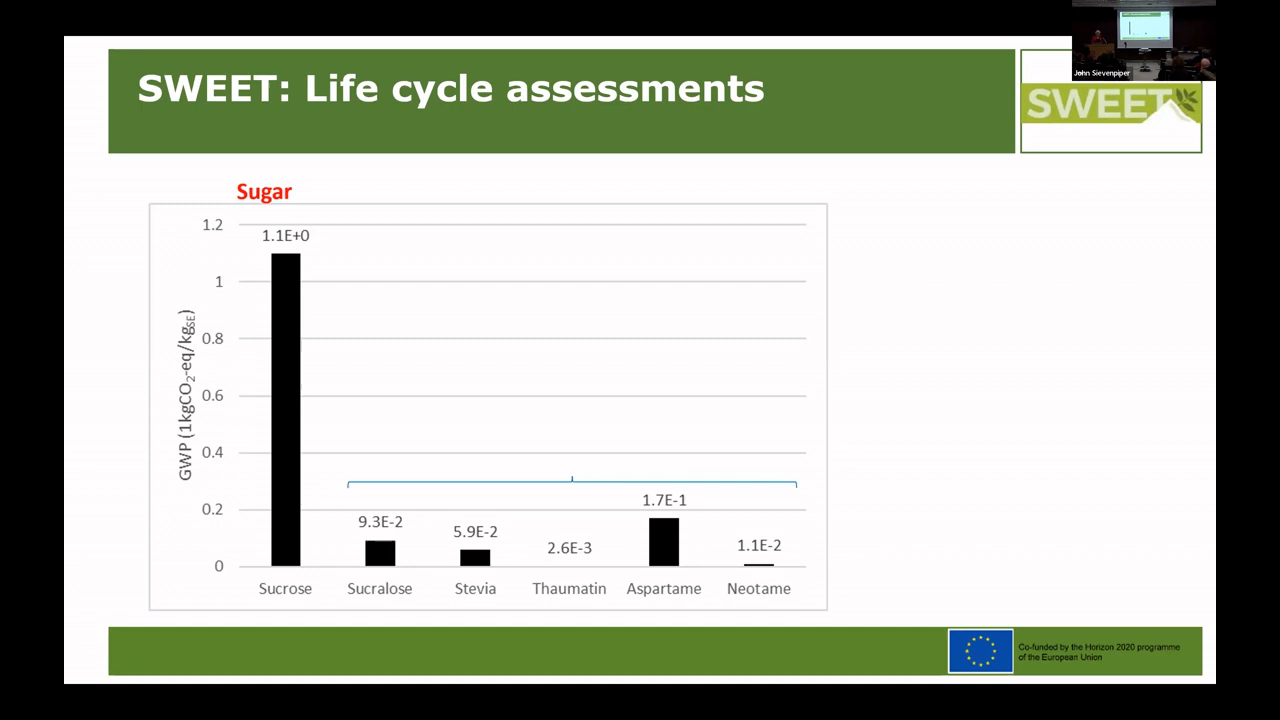 SWEET: Life cycle assessments
John Sievenpiper
SWEET
Sugar
GWP (1kgCO2-eq/kgSE)
1.2
1
0.8
0.6
0.4
0.2
0
1.1E+0
9.3E-2
5.9E-2
2.6E-3
1.7E-1
1.1E-2
Sucrose
Sucralose
Stevia
Thaumatin
Aspartame
Neotame
Co-funded by the Horizon 2020 programme
of the European Union